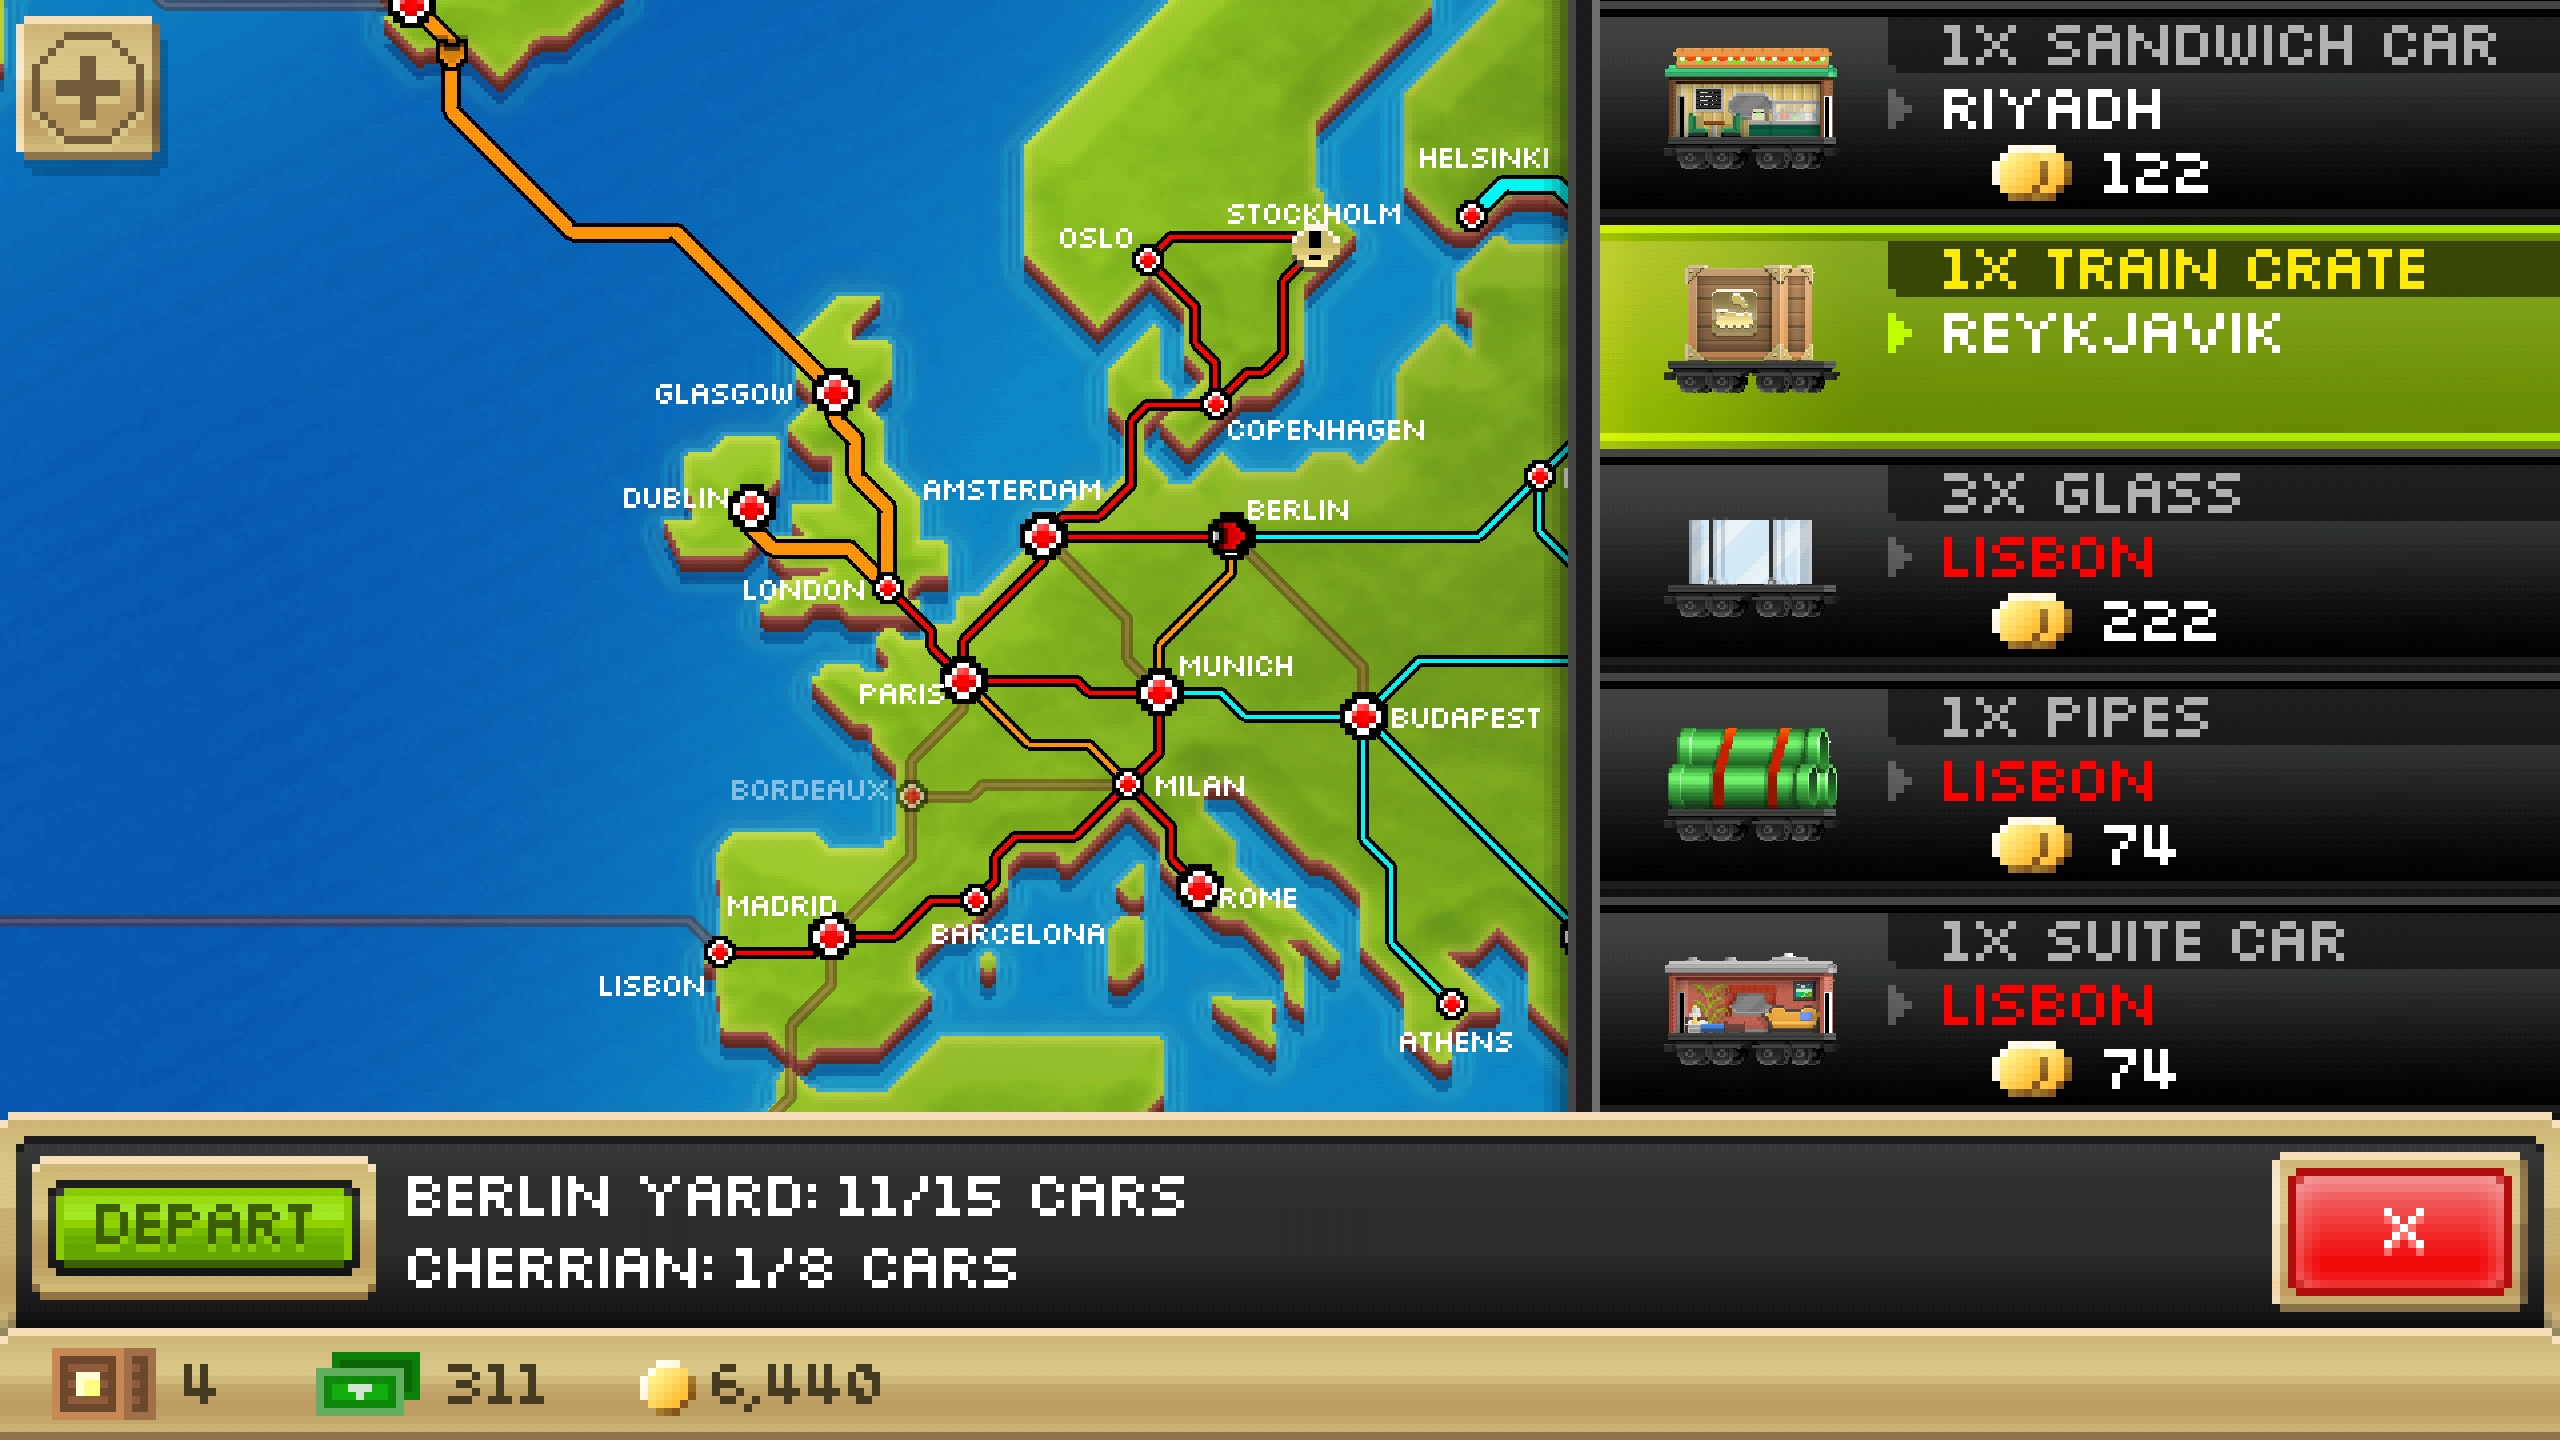 HELSINKI
STOCKHOLM
OSLO
GLASGOW
COPENHAGEN
DUBLIN
AMSTERDAM
BERLIN
LONDON
MUNICH
PARIS
BUDAPEST
BORDEAUX
MILAN
MADRID
ROME
BARCELONA
LISBON
ATHENS
1X SANDWICH CAR
RIYADH
122
1X TRAIN CRATE
REYKJAVIK
3X GLASS
LISBON
222
1X PIPES
LISBON
74
1X SUITE CAR
LISBON
74
DEPART
BERLIN YARD: 11/15 CARS
CHERRIAN: 1/8 CARS
X
4
311
6,440